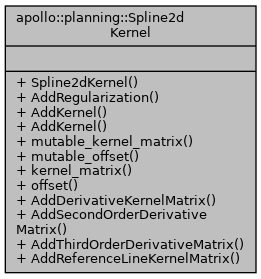 apollo::planning::Spline2d
Kernel
+ Spline2dKernel()
+ AddRegularization()
+ AddKernel()
+ AddKernel()
+ mutable_kernel_matrix()
+ mutable_offset()
+ kernel_matrix()
+ offset()
+ AddDerivativeKernelMatrix()
+ AddSecondOrderDerivative
Matrix()
+ AddThirdOrderDerivativeMatrix()
+ AddReferenceLineKernelMatrix()